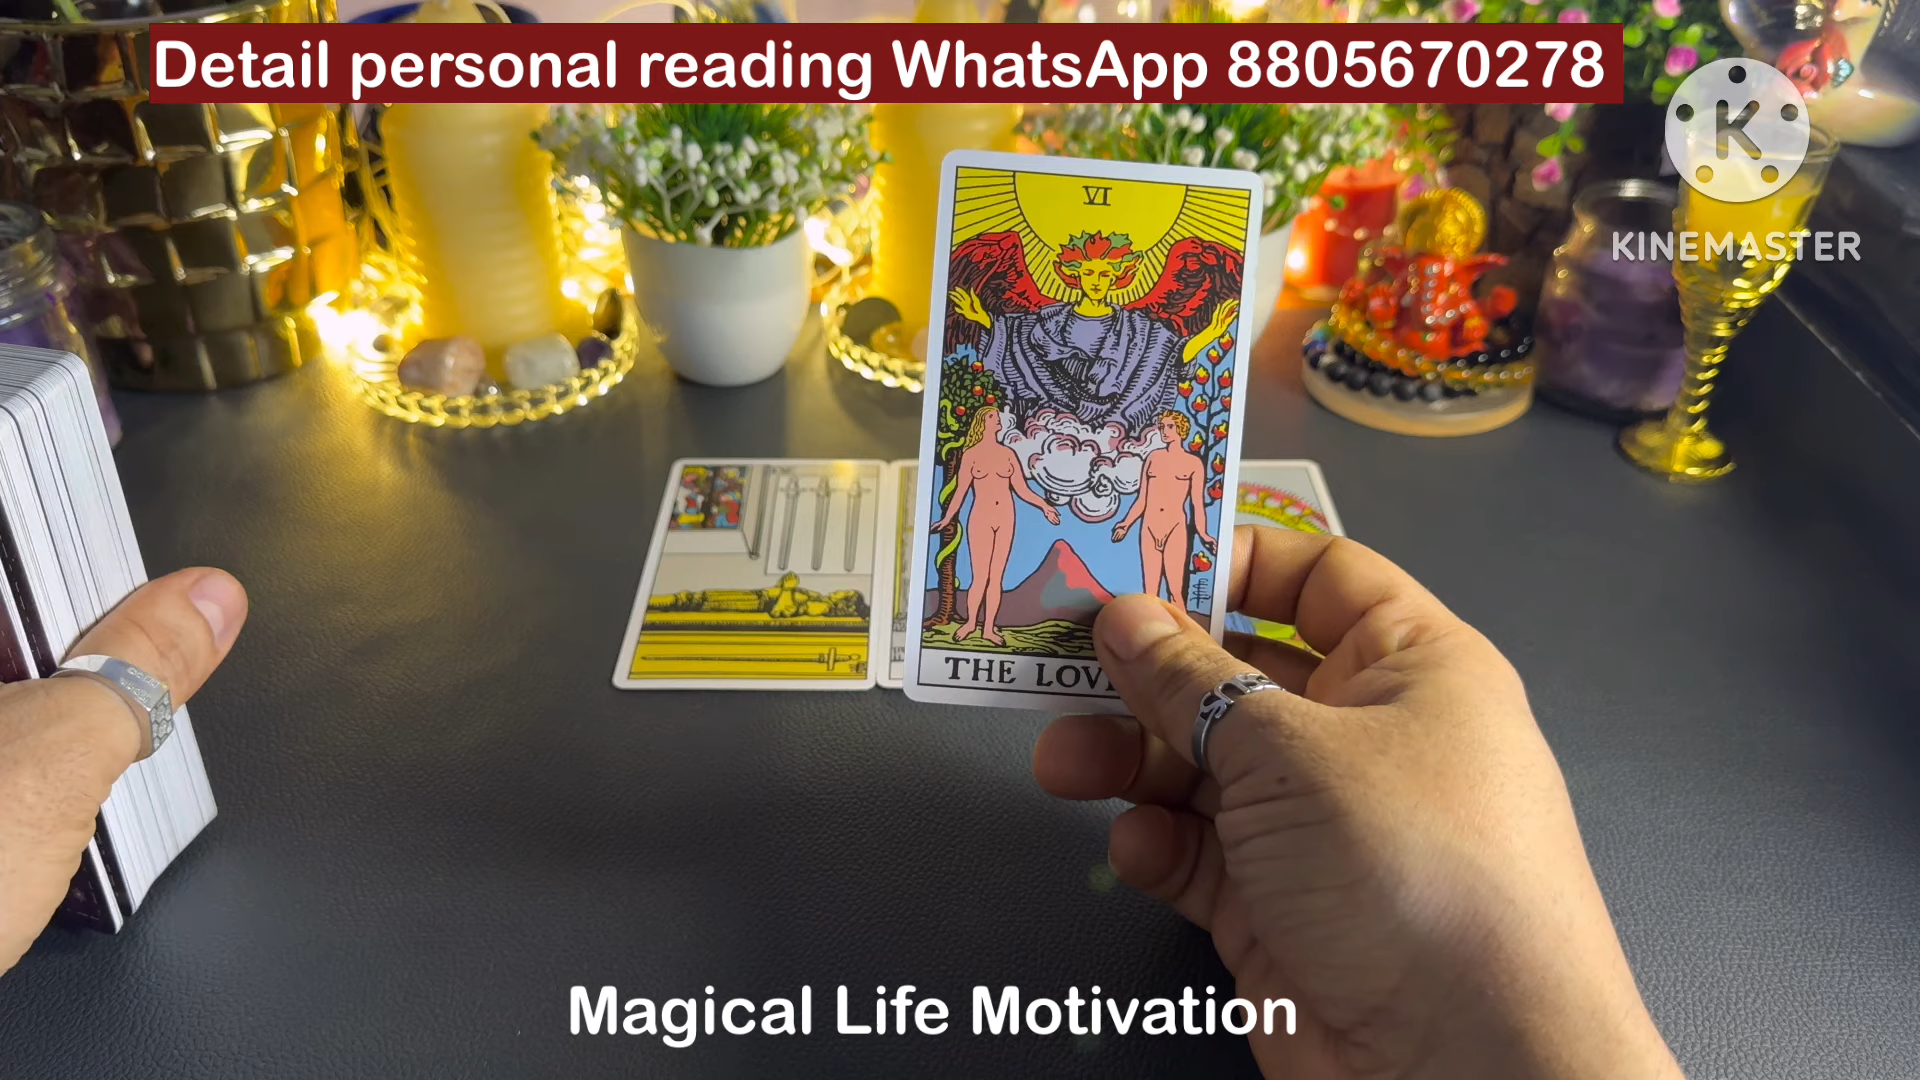 Detail personal reading WhatsApp 8805670278
K
KINEMASTER
VI
THE LOV
Magical Life Motivation